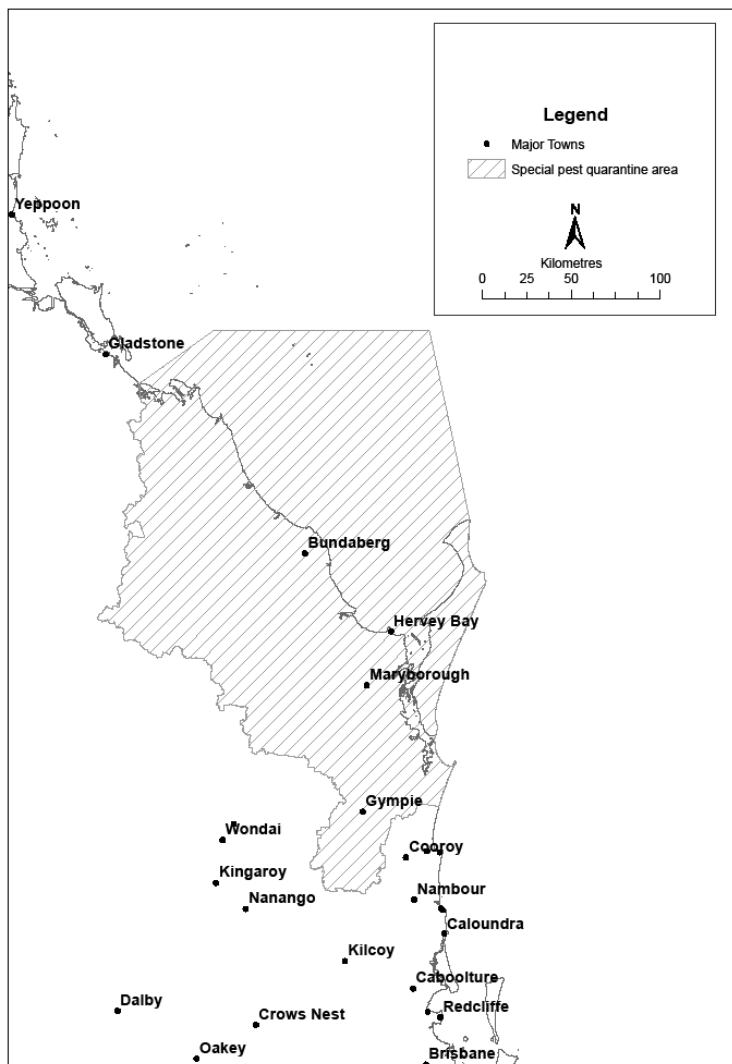 Legend
Major Towns
Special pest quarantine area
N
Kilometres
0 25 50 100
Yeppoon
Gladstone
Bundaberg
Hervey Bay
Maryborough
Gympie
Wondai
Cooroy
Kingaroy
Nanango
Nambour
Caloundra
Kilcoy
Caboolture
Dalby
Crows Nest
Redcliffe
Oakey
Brisbane